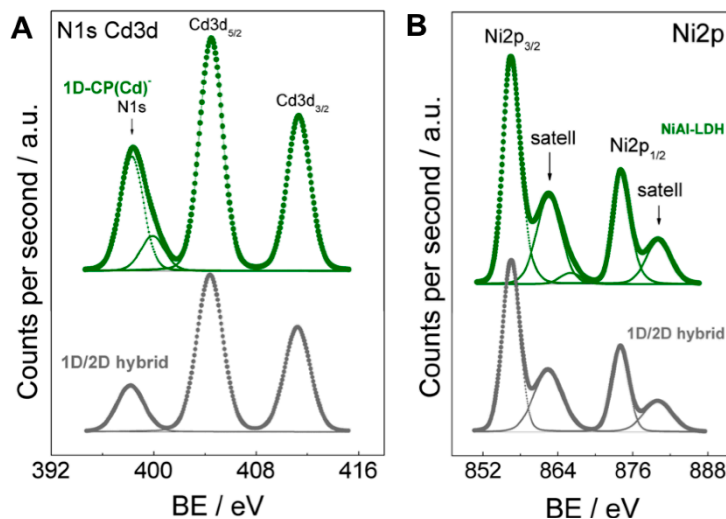 A
N1s Cd3d
Cd3d5/2
1D-CP(Cd)-
N1s
Cd3d3/2
1D/2D hybrid
Counts per second / a.u.
392 400 408 416
BE / eV
B
Ni2p
Ni2p3/2
NiAl-LDH
satell
Ni2p1/2
satell
1D/2D hybrid
Counts per second / a.u.
852 864 876 888
BE / eV